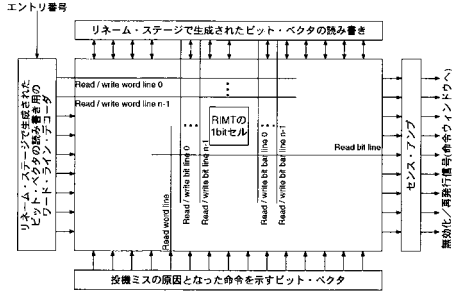 エントリ番号
リネーム・ステージで生成されたビット・ベクタの読み書き
リネーム・ステージで生成された
ビット・ベクタの読み書き用の
ワード・ライン・デコーダ
Read / write word line 0
Read / write word line n-1
RIMTの
1bitセル
Read bit line
Read word line
Read / write bit line 0
Read / write bit line n-1
Read / write bit bar line 0
Read / write bit bar line n-1
センス・アンプ
無効化／再発行信号(命令ウィンドウへ)
投機ミスの原因となった命令を示すビット・ベクタ